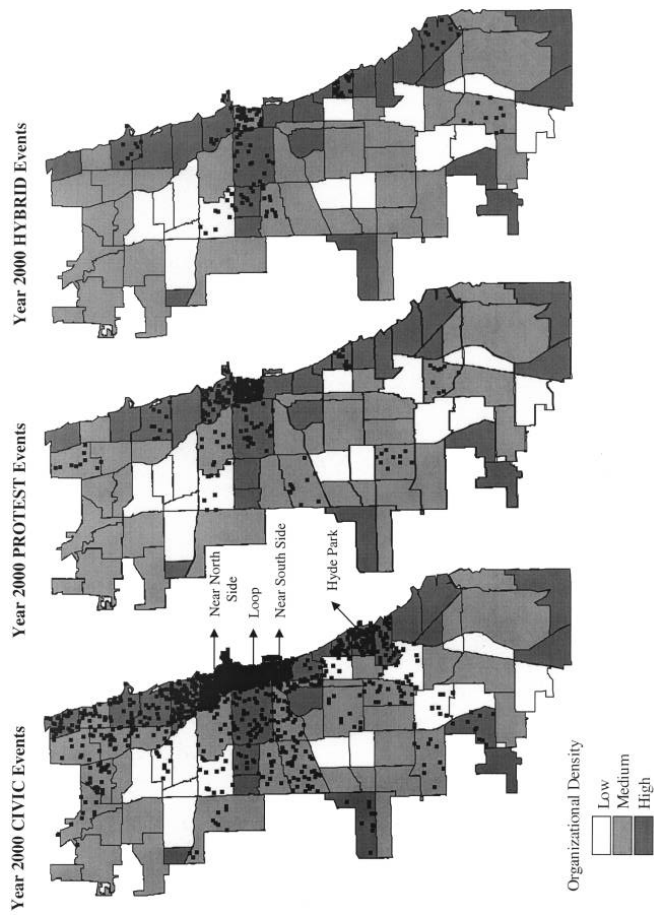 Year 2000 CIVIC Events
Year 2000 PROTEST Events
Year 2000 HYBRID Events
Near North
Side
Loop
Near South Side
Hyde Park
Organizational Density
Low
Medium
High